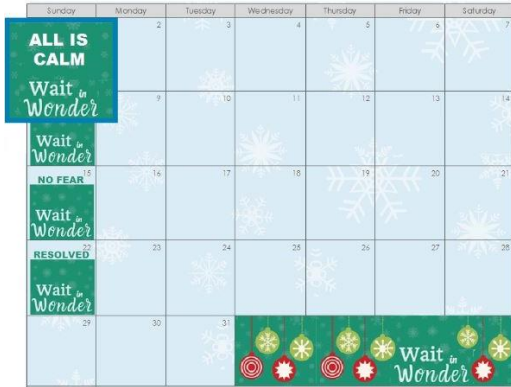 Sunday Monday Tuesday Wednesday Thursday Friday Saturday
2 3 4 5 6 7
ALL IS
CALM
Wait in
Wonder
9 10 11 12 13 14
Wait in
Wonder
15 16 17 18 19 20 21
NO FEAR
Wait in
Wonder
22 23 24 25 26 27 28
RESOLVED
Wait in
Wonder
29 30 31
Wait in
Wonder